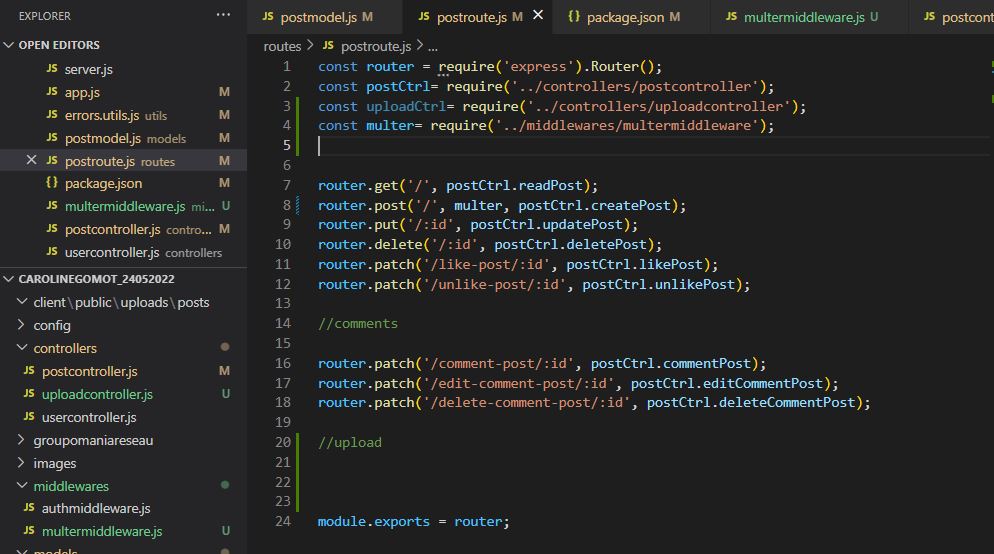 EXPLORER ...
OPEN EDITORS
JS server.js
JS app.js M
JS errors.utils.js utils M
JS postmodel.js models M
JS postroute.js routes M
{} package.json M
JS multermiddleware.js mi... U
JS postcontroller.js contro... M
JS usercontroller.js controllers
CAROLINEGOMOT_24052022
client\public\uploads\posts
config
controllers
JS postcontroller.js M
JS uploadcontroller.js U
JS usercontroller.js
groupomaniareseau
images
middlewares
JS authmiddleware.js
JS multermiddleware.js U
models
JS postmodel.js M
JS postroute.js M
{} package.json M
JS multermiddleware.js U
JS postcont
routes > JS postroute.js > ...
1 const router = require('express').Router();
2 const postCtrl= require('../controllers/postcontroller');
3 const uploadCtrl= require('../controllers/uploadcontroller');
4 const multer= require('../middlewares/multermiddleware');
5
6
7 router.get('/', postCtrl.readPost);
8 router.post('/', multer, postCtrl.createPost);
9 router.put('/:id', postCtrl.updatePost);
10 router.delete('/:id', postCtrl.deletePost);
11 router.patch('/like-post/:id', postCtrl.likePost);
12 router.patch('/unlike-post/:id', postCtrl.unlikePost);
13
14 //comments
15
16 router.patch('/comment-post/:id', postCtrl.commentPost);
17 router.patch('/edit-comment-post/:id', postCtrl.editCommentPost);
18 router.patch('/delete-comment-post/:id', postCtrl.deleteCommentPost);
19
20 //upload
21
22
23
24 module.exports = router;